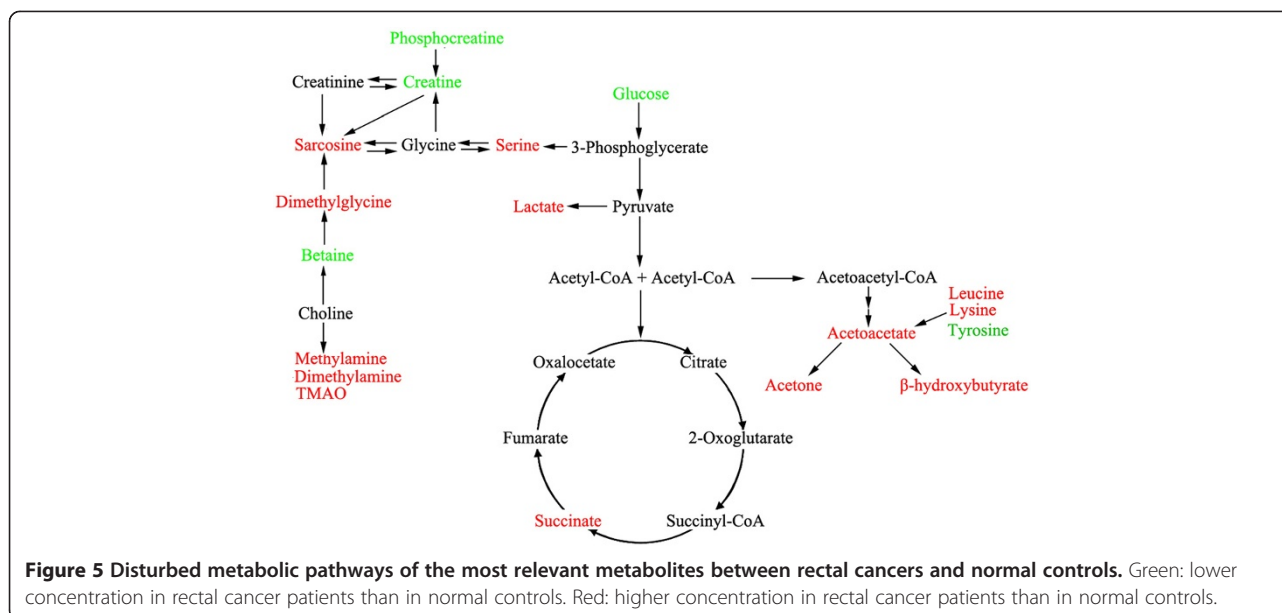 Phosphocreatine
Creatinine Creatine
Glucose
Sarcosine Glycine Serine 3-Phosphoglycerate
Dimethylglycine
Lactate Pyruvate
Betaine
Acetyl-CoA + Acetyl-CoA Acetoacetyl-CoA
Leucine
Choline
Lysine
Acetoacetate Tyrosine
Methylamine
Dimethylamine
TMAO
Oxalocetate Citrate
Acetone β-hydroxybutyrate
Fumarate 2-Oxoglutarate
Succinate Succinyl-CoA
Figure 5 Disturbed metabolic pathways of the most relevant metabolites between rectal cancers and normal controls. Green: lower
concentration in rectal cancer patients than in normal controls. Red: higher concentration in rectal cancer patients than in normal controls.